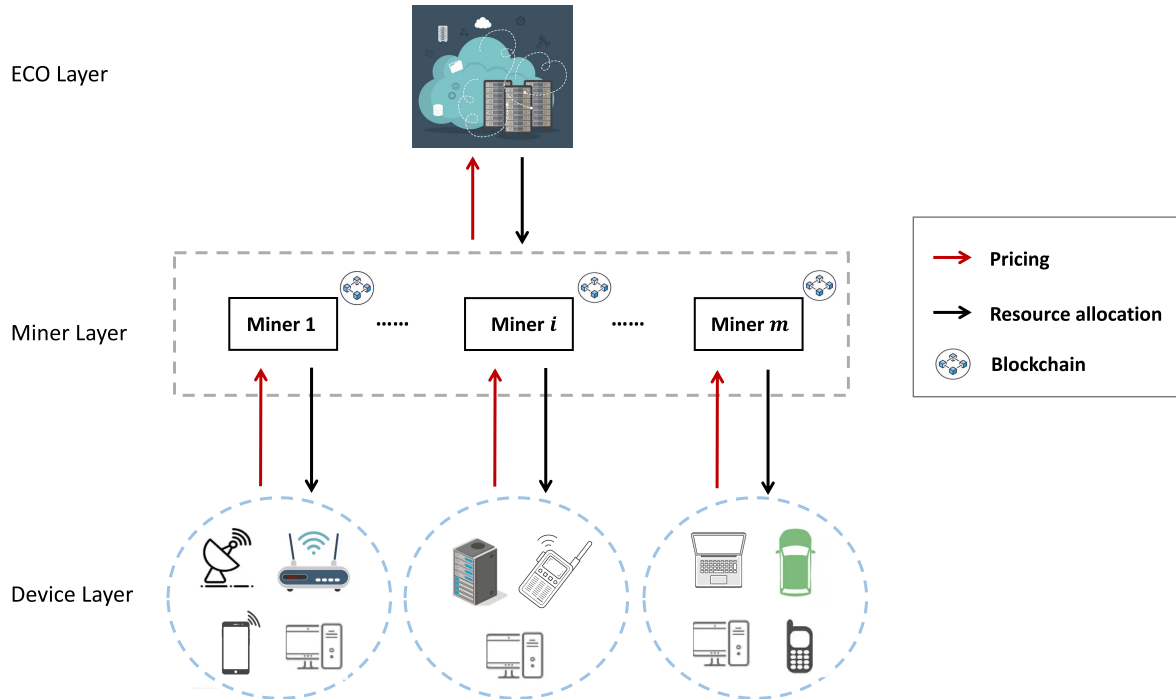 ECO Layer
Miner Layer
Miner 1
......
Miner i
......
Miner m
Pricing
Resource allocation
Blockchain
Device Layer